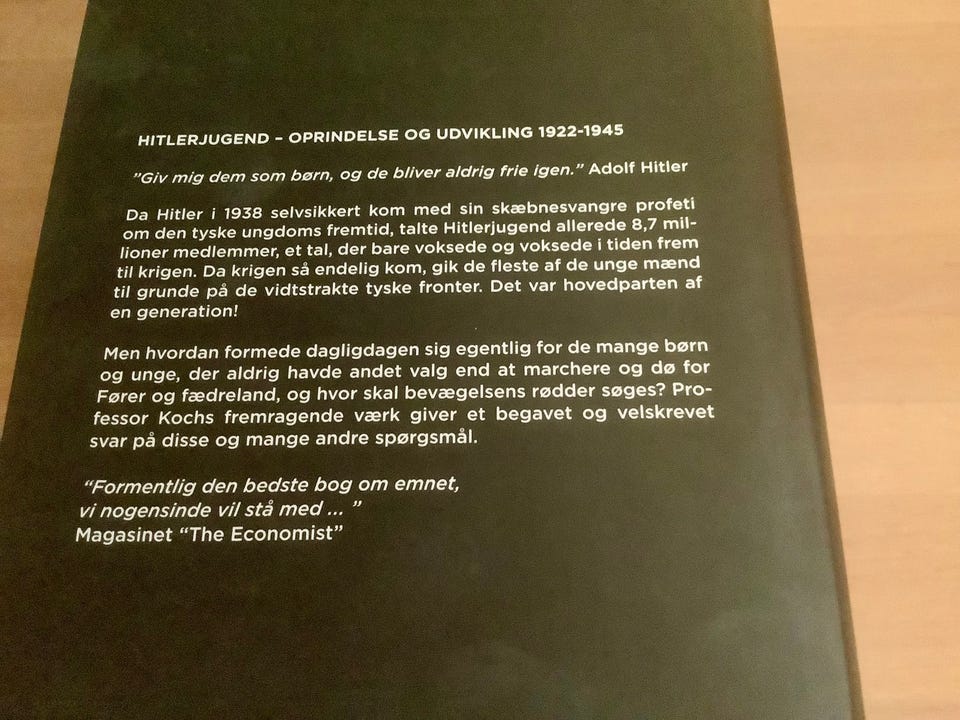 HITLERJUGEND – OPRINDELSE OG UDVIKLING 1922-1945
”Giv mig dem som børn, og de bliver aldrig frie igen.” Adolf Hitler
Da Hitler i 1938 selvsikkert kom med sin skæbnesvangre profeti
om den tyske ungdoms fremtid, talte Hitlerjugend allerede 8,7 mil-
lioner medlemmer, et tal, der bare voksede og voksede i tiden frem
til krigen. Da krigen så endelig kom, gik de fleste af de unge mænd
til grunde på de vidtstrakte tyske fronter. Det var hovedparten af
en generation!
Men hvordan formede dagligdagen sig egentlig for de mange børn
og unge, der aldrig havde andet valg end at marchere og dø for
Fører og fædreland, og hvor skal bevægelsens rødder søges? Pro-
fessor Kochs fremragende værk giver et begavet og velskrevet
svar på disse og mange andre spørgsmål.
“Formentlig den bedste bog om emnet,
vi nogensinde vil stå med ... ”
Magasinet “The Economist”